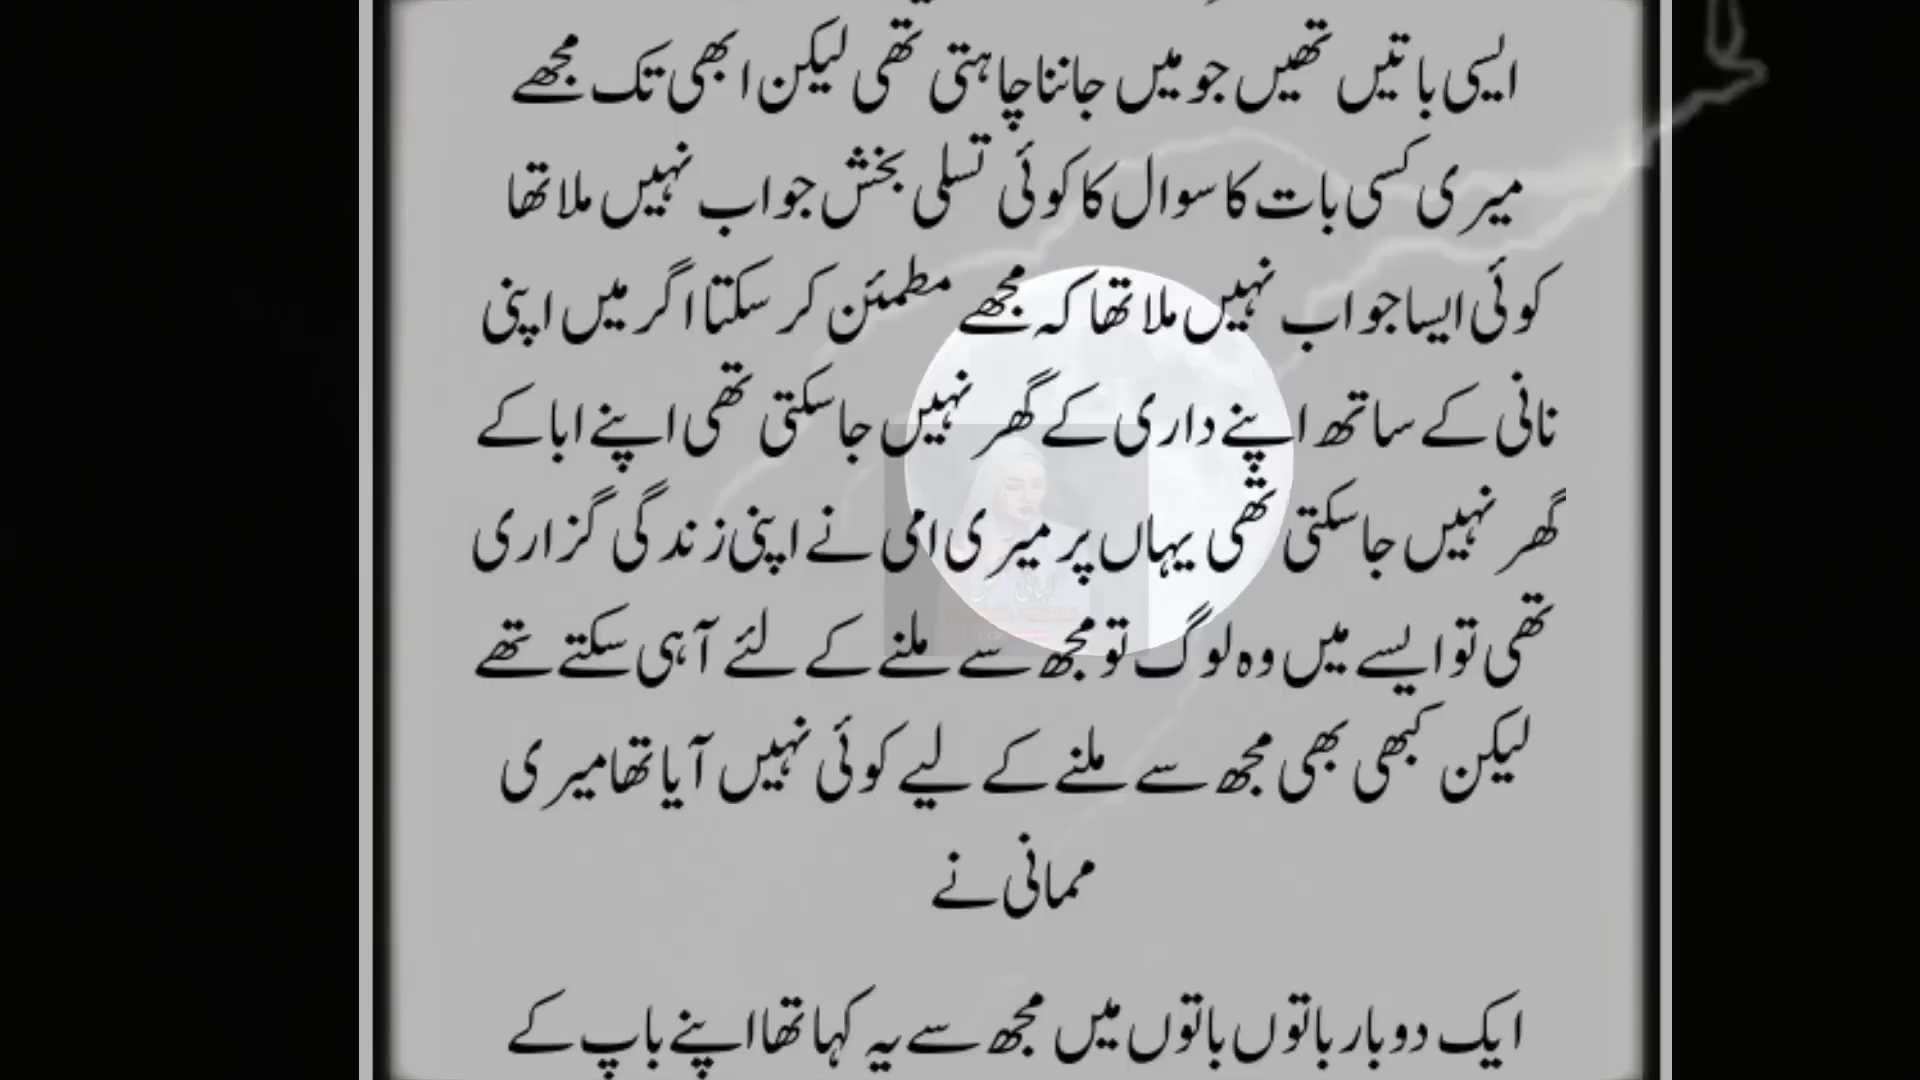 ایسی باتیں تھیں جو میں جاننا چاہتی تھی لیکن ابھی تک مجھے
میری کسی بات کا سوال کا کوئی تسلی بخش جواب نہیں ملا تھا
کوئی ایسا جواب نہیں ملا تھا کہ مجھے مطمئن کر سکتا اگر میں اپنی
نانی کے ساتھ اپنے داری کے گھر نہیں جا سکتی تھی اپنے ابا کے
گھر نہیں جا سکتی تھی یہاں پر میری امی نے اپنی زندگی گزاری
تھی تو ایسے میں وہ لوگ تو مجھ سے ملنے کے لئے آ ہی سکتے تھے
لیکن کبھی بھی مجھ سے ملنے کے لیے کوئی نہیں آیا تھا میری
ممانی نے
ایک دو بار باتوں باتوں میں مجھ سے یہ کہا تھا اپنے باپ کے